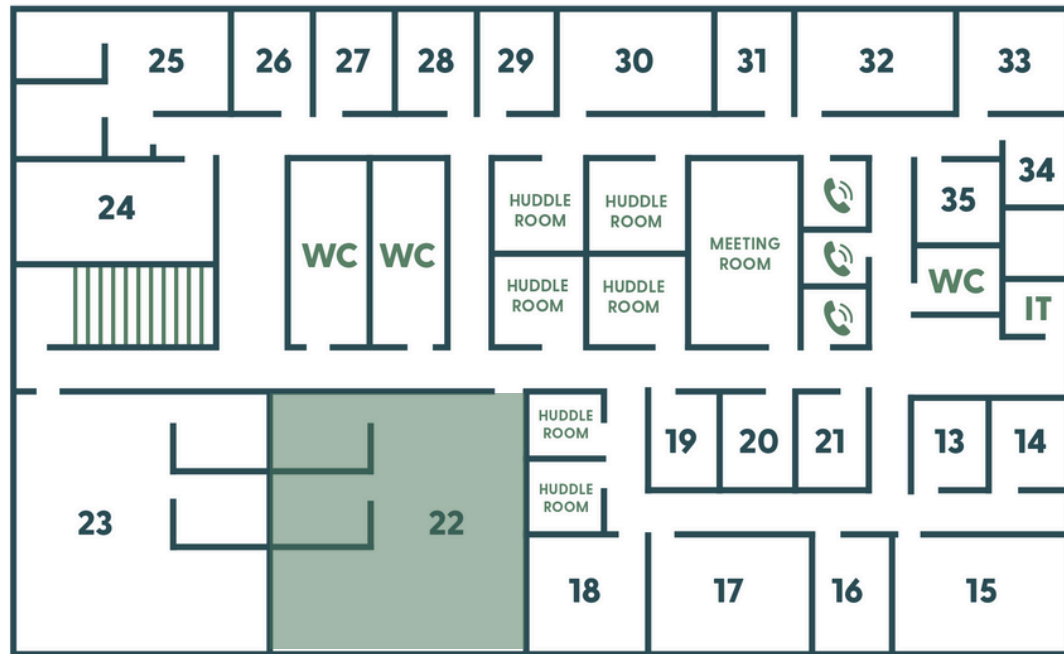 25
26
27
28
29
30
31
32
33
24
WC
WC
HUDDLE
ROOM
HUDDLE
ROOM
MEETING
ROOM
35
34
HUDDLE
ROOM
HUDDLE
ROOM
WC
IT
HUDDLE
ROOM
19
20
21
13
14
HUDDLE
ROOM
23
22
18
17
16
15